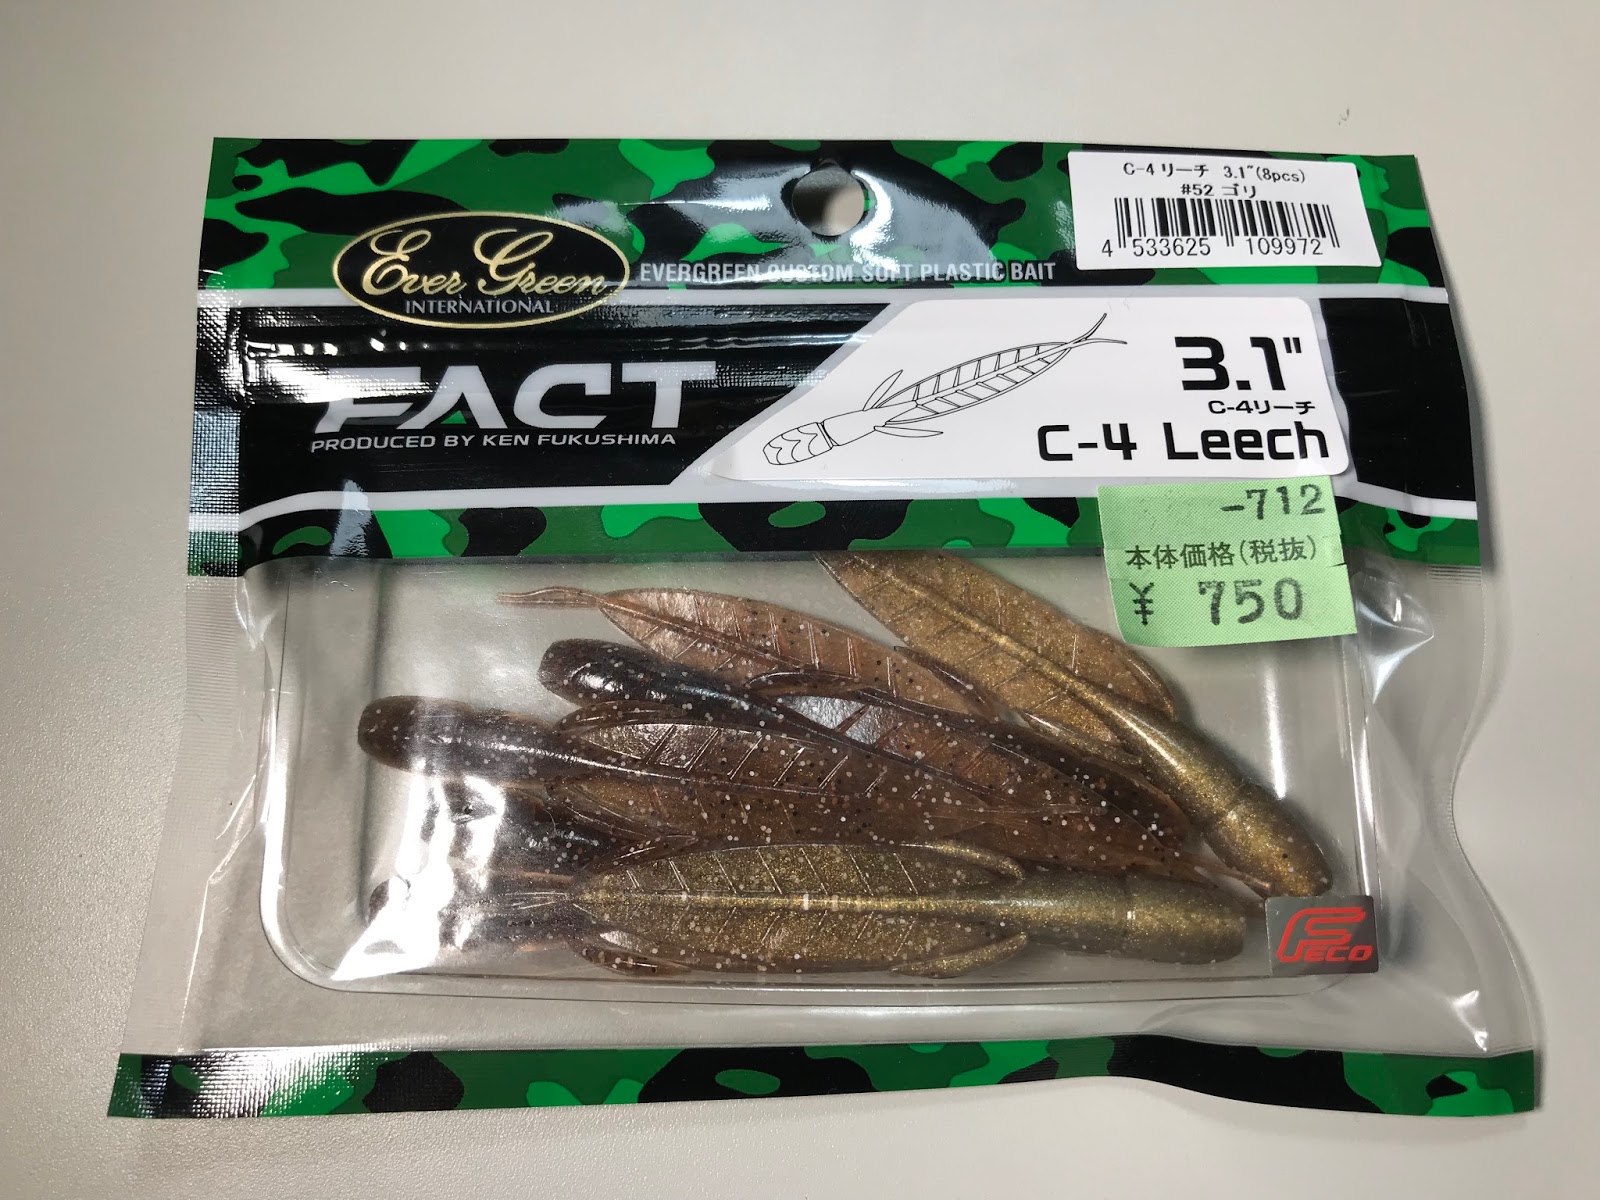 C-4リーチ 3.1"(8pcs)
#52 ゴリ
4 533625 109972
Ever Green
INTERNATIONAL
EVERGREEN CUSTOM SOFT PLASTIC BAIT
FACT
PRODUCED BY KEN FUKUSHIMA
3.1"
C-4リーチ
C-4 Leech
-712
本体価格(税抜)
¥ 750
FECO